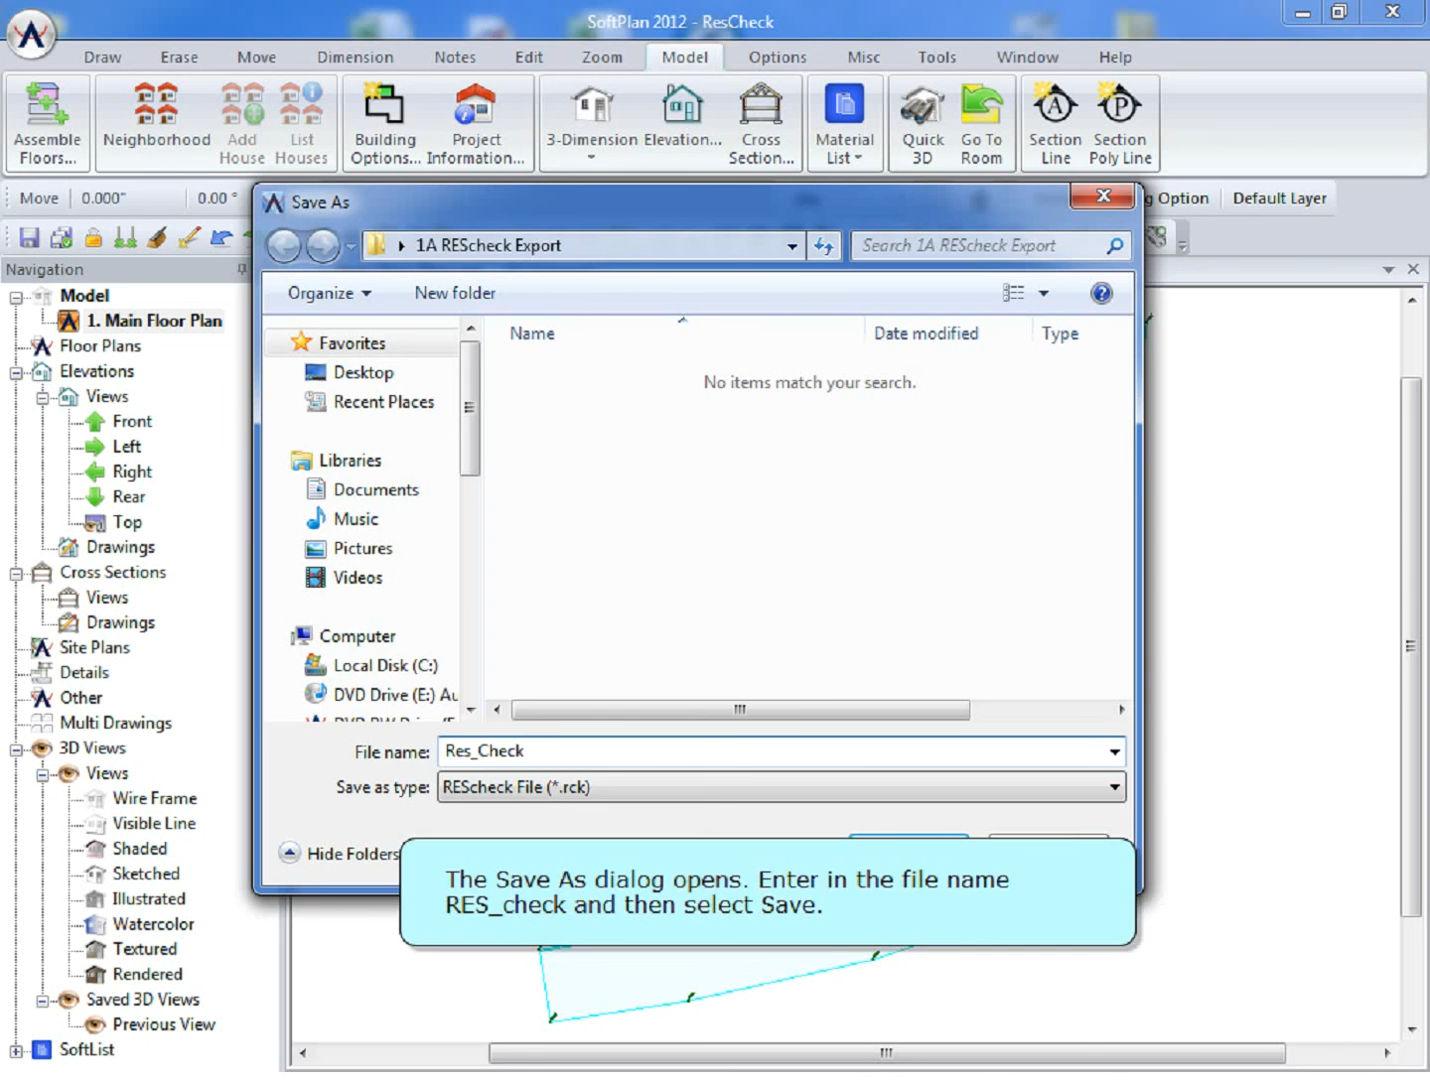 SoftPlan 2012 - ResCheck
Draw Erase Move Dimension Notes Edit Zoom Model Options Misc Tools Window Help
Assemble Floors...
Neighborhood
Add House
List Houses
Building Options...
Project Information...
3-Dimension
Elevation...
Cross Section...
Material List
Quick 3D
Go To Room
Section Line
Section Poly Line
Move 0.000" 0.00 °
g Option Default Layer
Save As
1A REScheck Export
Search 1A REScheck Export
Organize New folder
Name Date modified Type
No items match your search.
Favorites
Desktop
Recent Places
Libraries
Documents
Music
Pictures
Videos
Computer
Local Disk (C:)
DVD Drive (E:) Au
File name: Res_Check
Save as type: REScheck File (*.rck)
Hide Folders
The Save As dialog opens. Enter in the file name
RES_check and then select Save.
Navigation
Model
1. Main Floor Plan
Floor Plans
Elevations
Views
Front
Left
Right
Rear
Top
Drawings
Cross Sections
Views
Drawings
Site Plans
Details
Other
Multi Drawings
3D Views
Views
Wire Frame
Visible Line
Shaded
Sketched
Illustrated
Watercolor
Textured
Rendered
Saved 3D Views
Previous View
SoftList